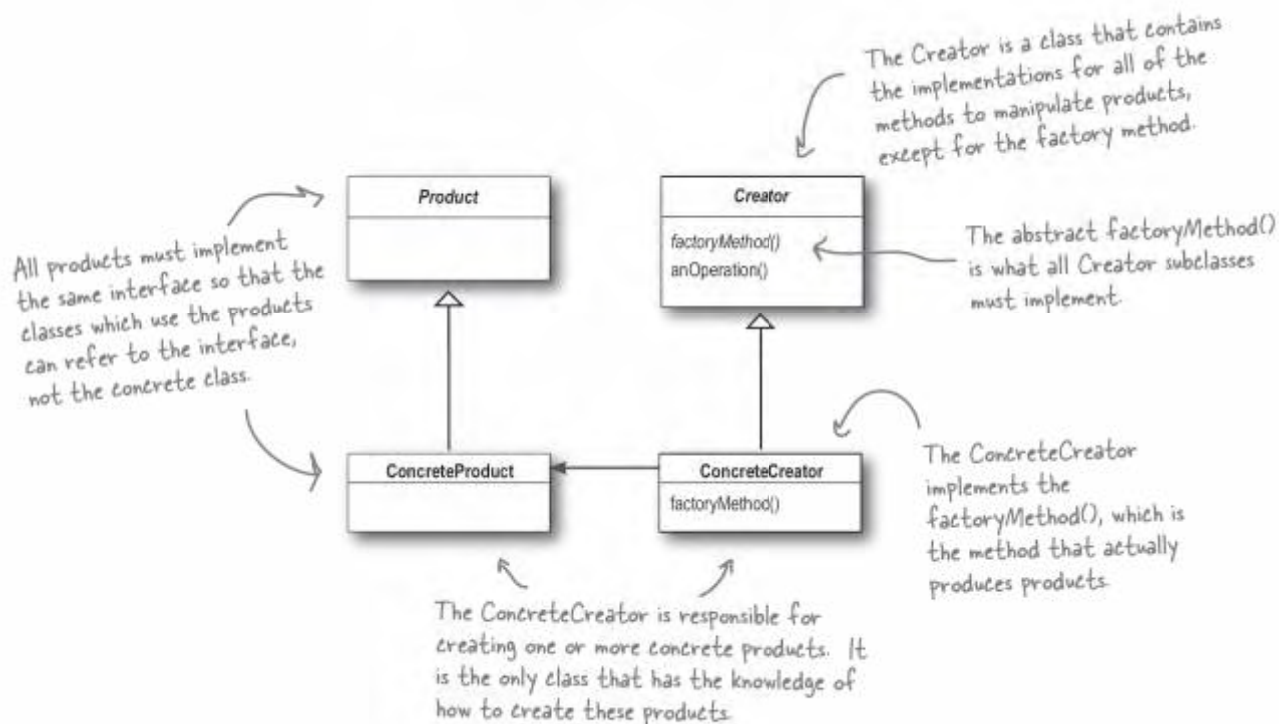 The Creator is a class that contains
the implementations for all of the
methods to manipulate products,
except for the factory method.
Product
Creator
factoryMethod()
anOperation()
The abstract factoryMethod()
is what all Creator subclasses
must implement.
All products must implement
the same interface so that the
classes which use the products
can refer to the interface,
not the concrete class.
ConcreteProduct
ConcreteCreator
factoryMethod()
The ConcreteCreator
implements the
factoryMethod(), which is
the method that actually
produces products.
The ConcreteCreator is responsible for
creating one or more concrete products. It
is the only class that has the knowledge of
how to create these products.